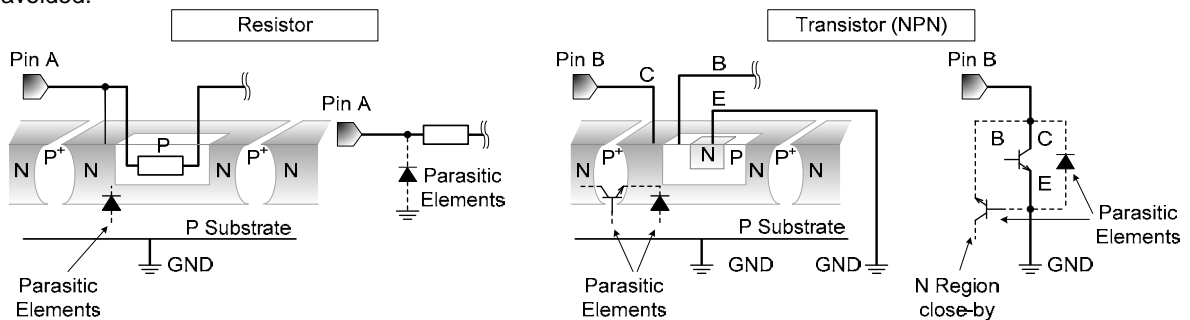 avoided.
Resistor
Transistor (NPN)
Pin A
Pin A
Pin B
C
B
E
Pin B
N
P+
N
P
N
P+
N
Parasitic
Elements
P Substrate
GND
Parasitic
Elements
N
P+
N
N
P
N
P+
N
P Substrate
GND
GND
Parasitic
Elements
B
C
E
Parasitic
Elements
GND
N Region
close-by